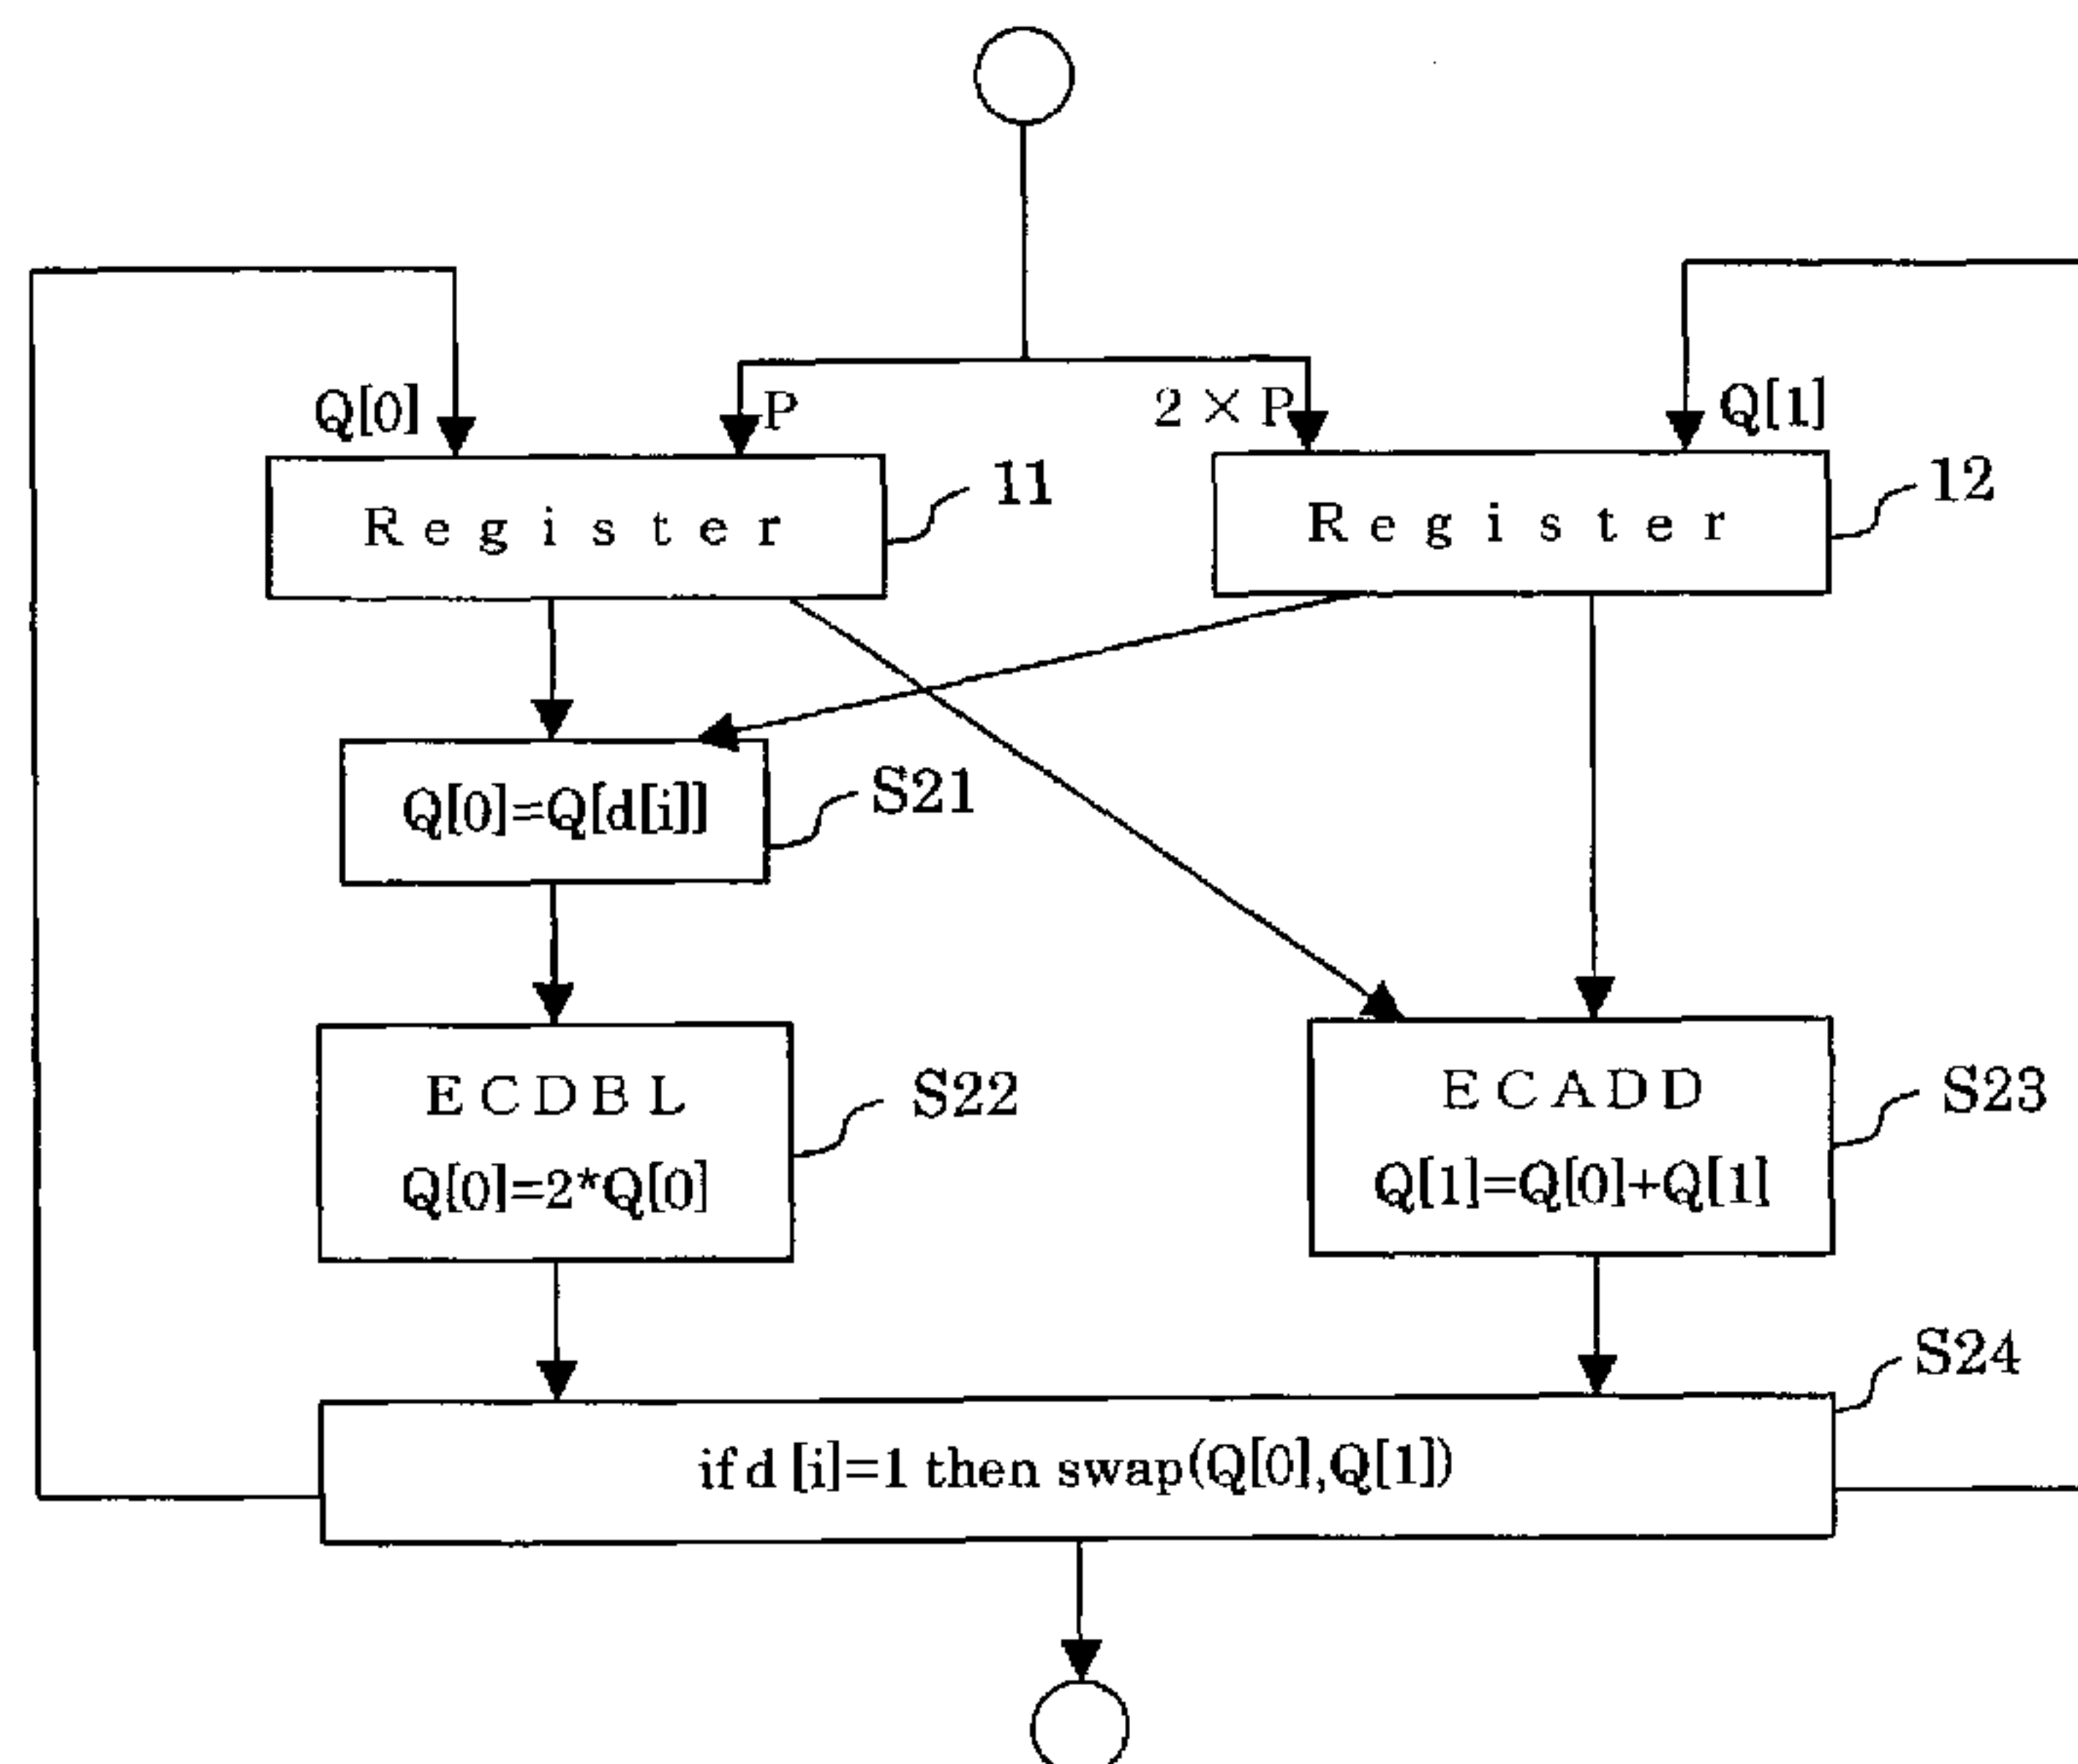 Q[0]
P
2 × P
Q[1]
Register
11
Register
12
Q[0]=Q[d[i]]
S21
ECDBL
Q[0]=2*Q[0]
S22
ECADD
Q[1]=Q[0]+Q[1]
S23
S24
if d [i]=1 then swap(Q[0],Q[1])